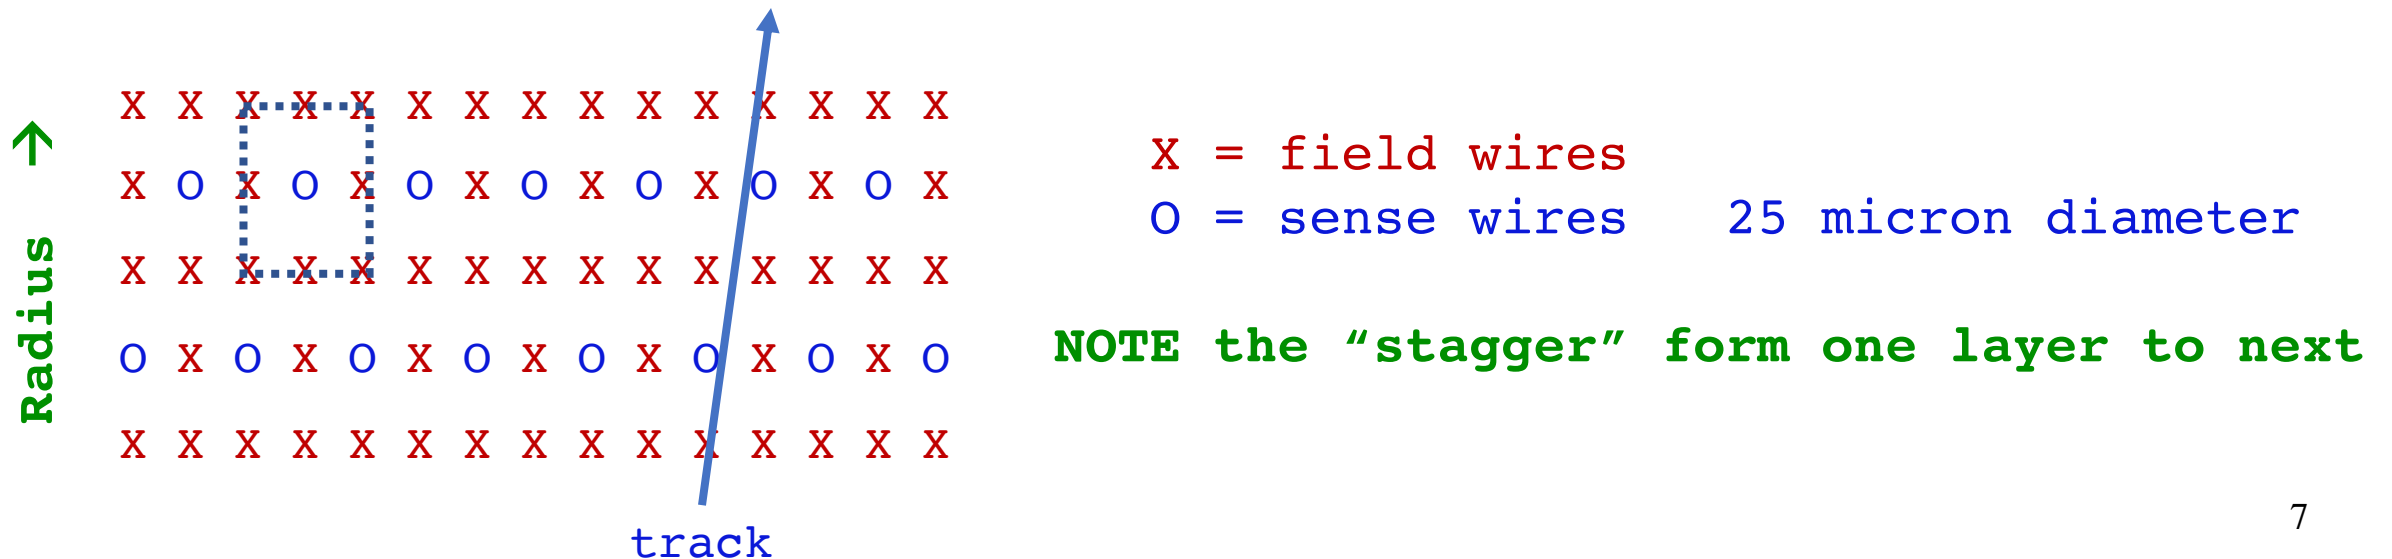 Radius →
X X X X X X X X X X X X X X X
X O X O X O X O X O X O X O X
X X X X X X X X X X X X X X X
O X O X O X O X O X O X O X O
X X X X X X X X X X X X X X X
track
X = field wires
O = sense wires 25 micron diameter
NOTE the “stagger” form one layer to next
7